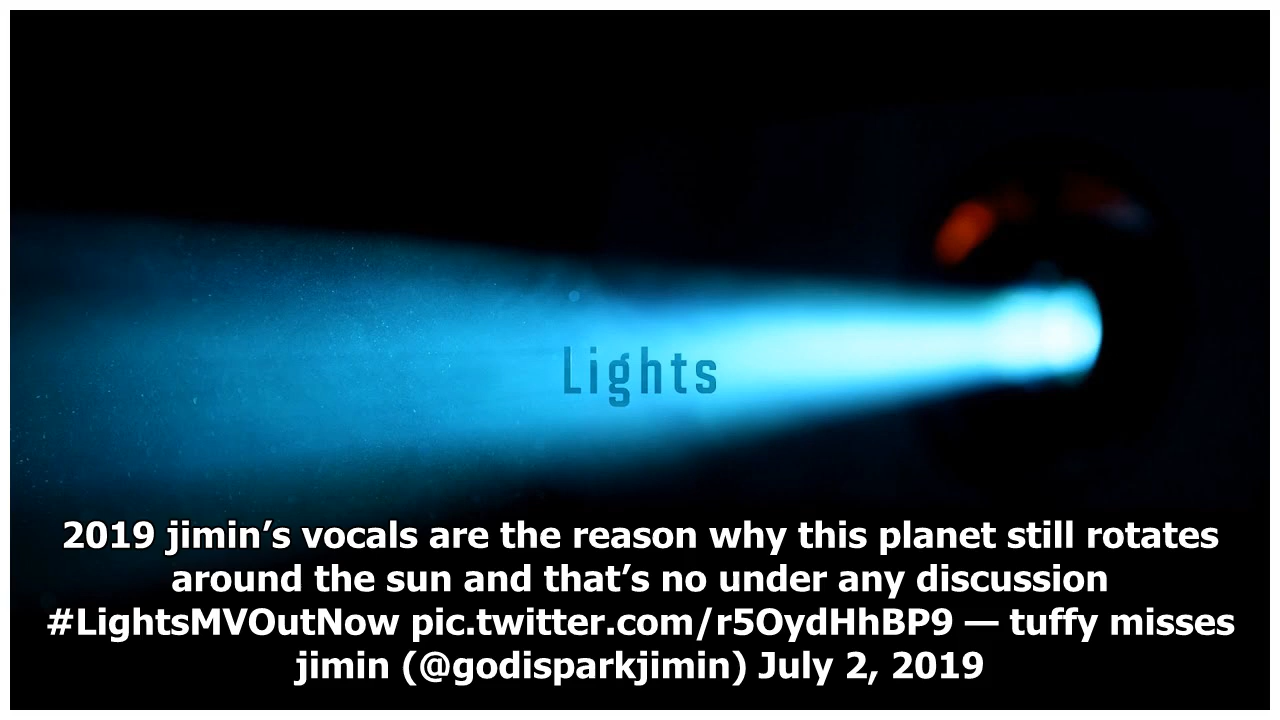 Lights
2019 jimin’s vocals are the reason why this planet still rotates
around the sun and that’s no under any discussion
#LightsMVOutNow pic.twitter.com/r5OydHhBP9 — tuffy misses
jimin (@godisparkjimin) July 2, 2019